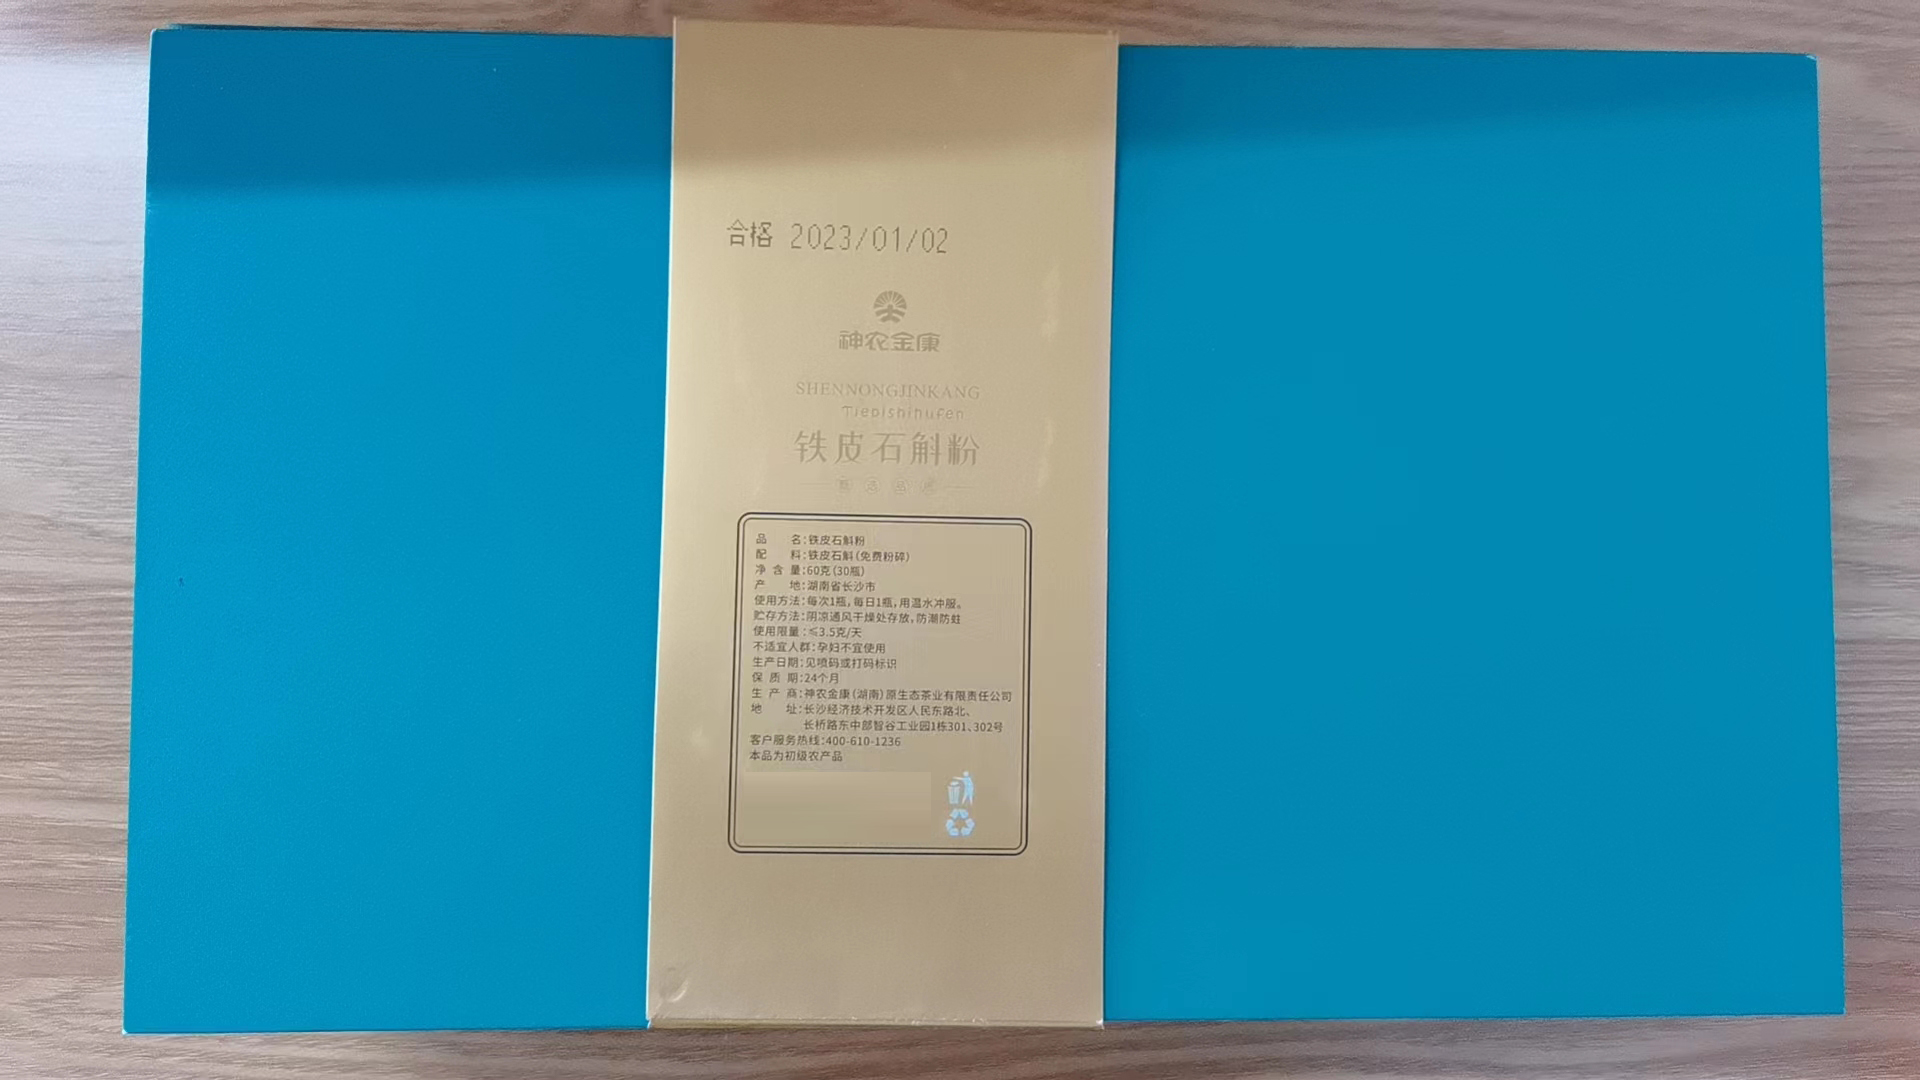 合格 2023/01/02
神农金康
SHENNONGJINKANG
Tiepishihufen
铁皮石斛粉
品 名:铁皮石斛粉
配 料:铁皮石斛(免费粉碎)
净 含 量:60克(30瓶)
产 地:湖南省长沙市
使用方法:每次1瓶,每日1瓶,用温水冲服。
贮存方法:阴凉通风干燥处存放,防潮防蛀
使用限量:≤3.5克/天
不适宜人群:孕妇不宜使用
生产日期:见喷码或打码标识
保 质 期:24个月
生 产 商:神农金康(湖南)原生态茶业有限责任公司
地 址:长沙经济技术开发区人民东路北、
长桥路东中部智谷工业园1栋301、302号
客户服务热线:400-610-1236
本品为初级农产品